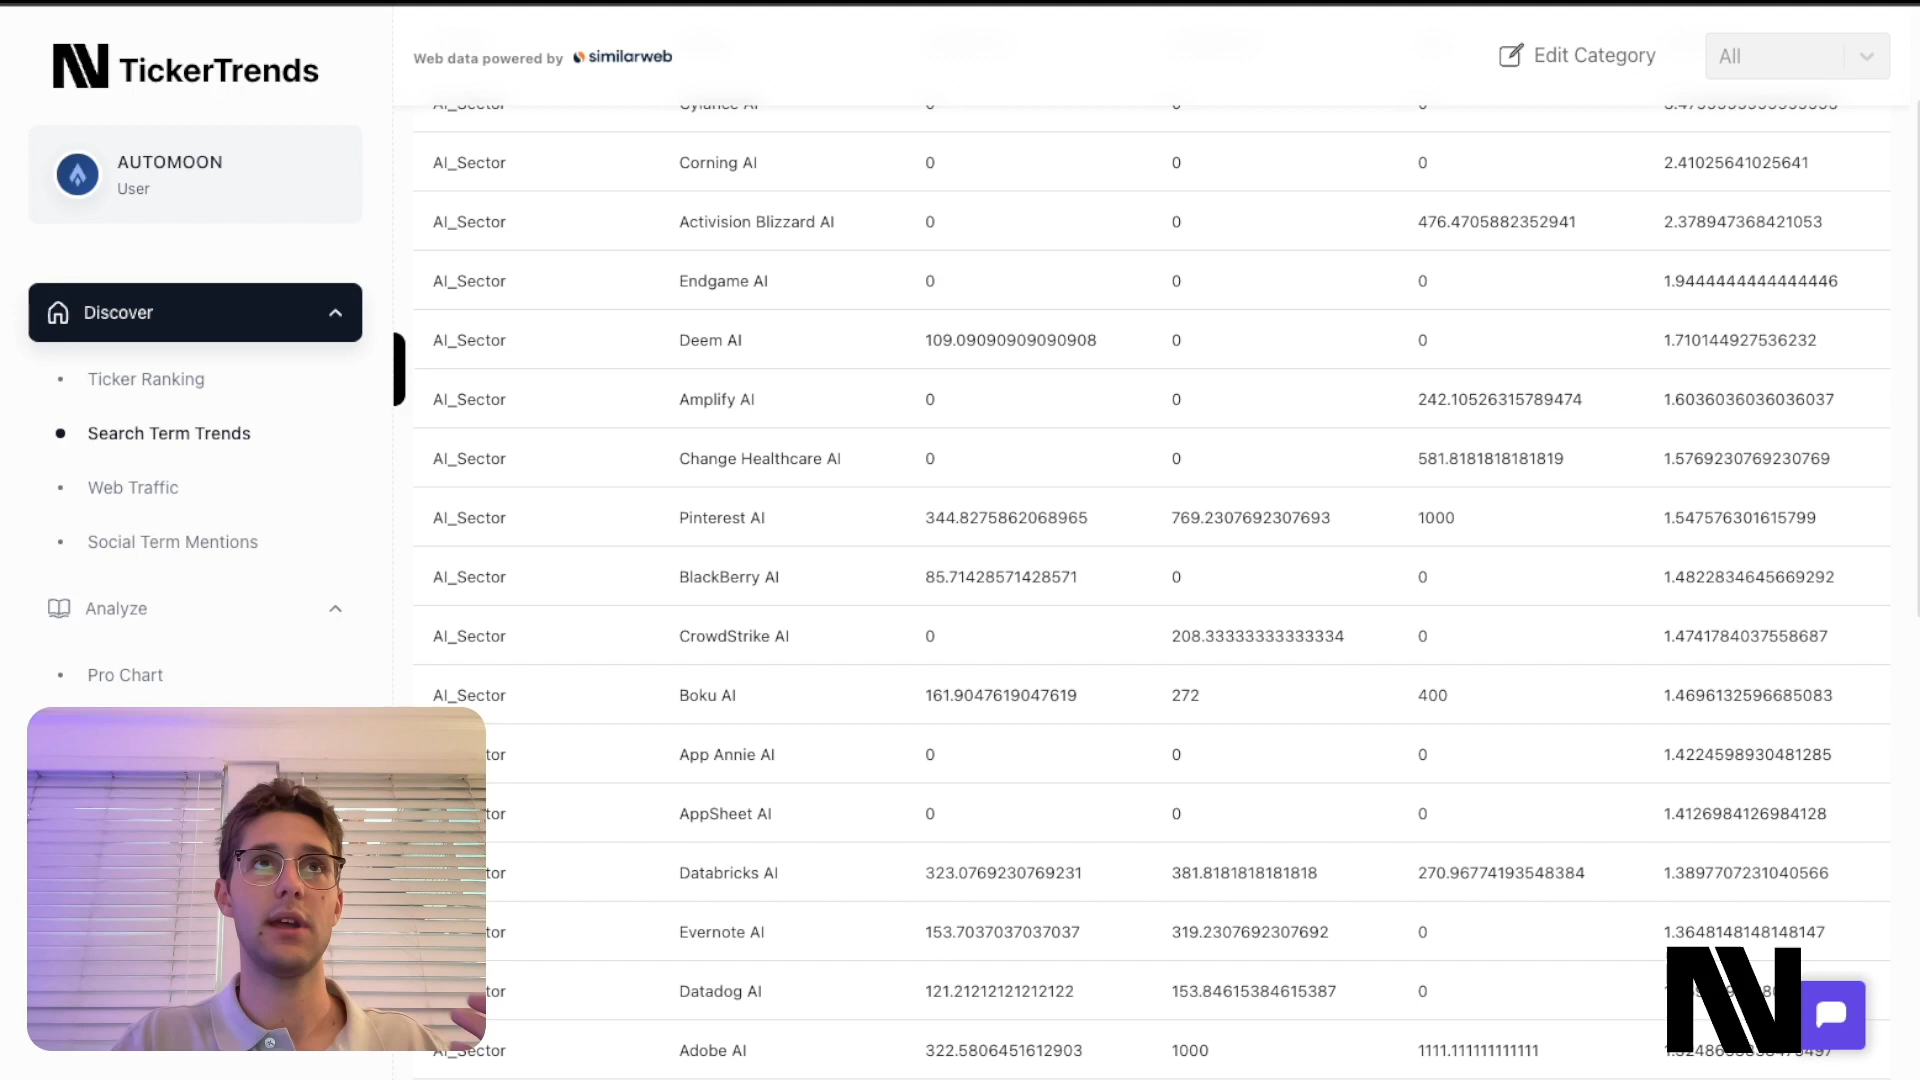 TickerTrends
Web data powered by similarweb
Edit Category
All
AUTOMOON
User
Discover
Ticker Ranking
Search Term Trends
Web Traffic
Social Term Mentions
Analyze
Pro Chart
AI_Sector Cylance AI 0 0 0
AI_Sector Corning AI 0 0 0 2.41025641025641
AI_Sector Activision Blizzard AI 0 0 476.4705882352941 2.378947368421053
AI_Sector Endgame AI 0 0 0 1.9444444444444446
AI_Sector Deem AI 109.09090909090908 0 0 1.710144927536232
AI_Sector Amplify AI 0 0 242.10526315789474 1.6036036036036037
AI_Sector Change Healthcare AI 0 0 581.8181818181819 1.5769230769230769
AI_Sector Pinterest AI 344.8275862068965 769.2307692307693 1000 1.547576301615799
AI_Sector BlackBerry AI 85.71428571428571 0 0 1.4822834645669292
AI_Sector CrowdStrike AI 0 208.33333333333334 0 1.4741784037558687
AI_Sector Boku AI 161.9047619047619 272 400 1.4696132596685083
tor App Annie AI 0 0 0 1.4224598930481285
tor AppSheet AI 0 0 0 1.4126984126984128
tor Databricks AI 323.0769230769231 381.8181818181818 270.96774193548384 1.3897707231040566
tor Evernote AI 153.7037037037037 319.2307692307692 0 1.3648148148148147
tor Datadog AI 121.21212121212122 153.84615384615387 0
AI_Sector Adobe AI 322.5806451612903 1000 1111.111111111111